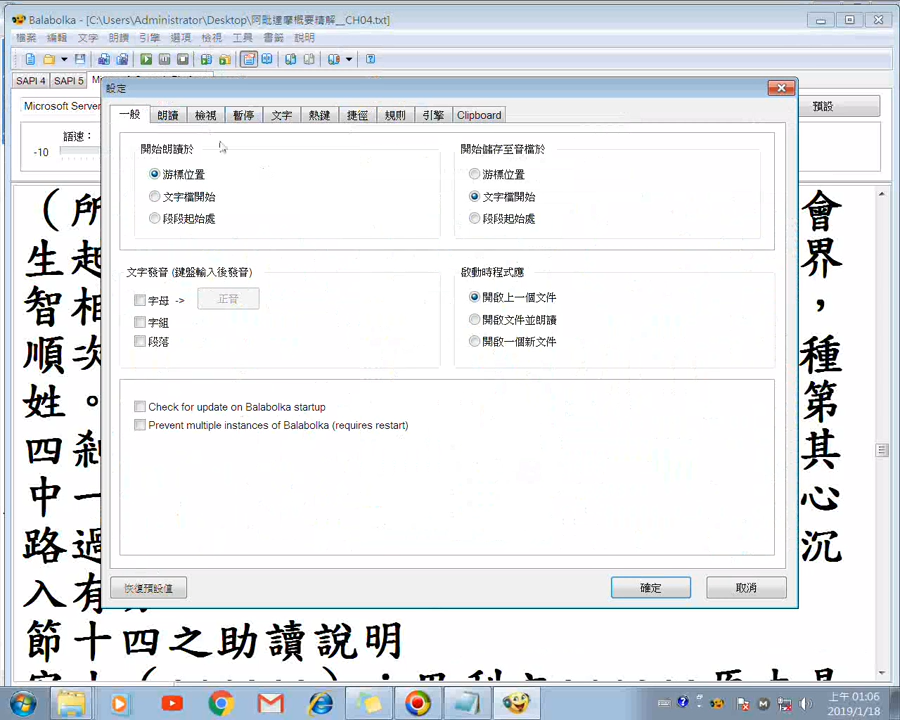 Balabolka - [C:\Users\Administrator\Desktop\阿毗達摩概要精解__CH04.txt]
檔案 編輯 文字 朗讀 引擎 選項 檢視 工具 書籤 說明
SAPI 4 SAPI 5
設定
Microsoft Server
預設
語速：
-10
一般 朗讀 檢視 暫停 文字 熱鍵 捷徑 規則 引擎 Clipboard
開始朗讀於
游標位置
文字檔開始
段段起始處
開始儲存至音檔於
游標位置
文字檔開始
段段起始處
文字發音 (鍵盤輸入後發音)
字母 -> 正音
字組
段落
啟動時程式應
開啟上一個文件
開啟文件並朗讀
開啟一個新文件
Check for update on Balabolka startup
Prevent multiple instances of Balabolka (requires restart)
恢復預設值 確定 取消
（所 會
生起 界
智相 ，
順次 種
姓。 第
四剎 其
中一 心
路過 沉
入有
節十四之助讀說明
上午 01:06
2019/1/18